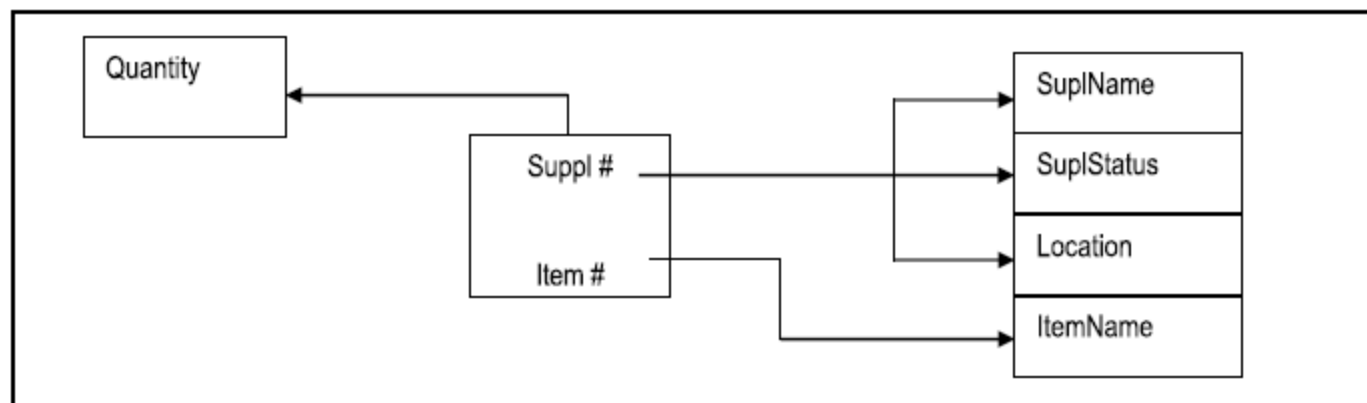 Quantity
Suppl #
Item #
SuplName
SuplStatus
Location
ItemName